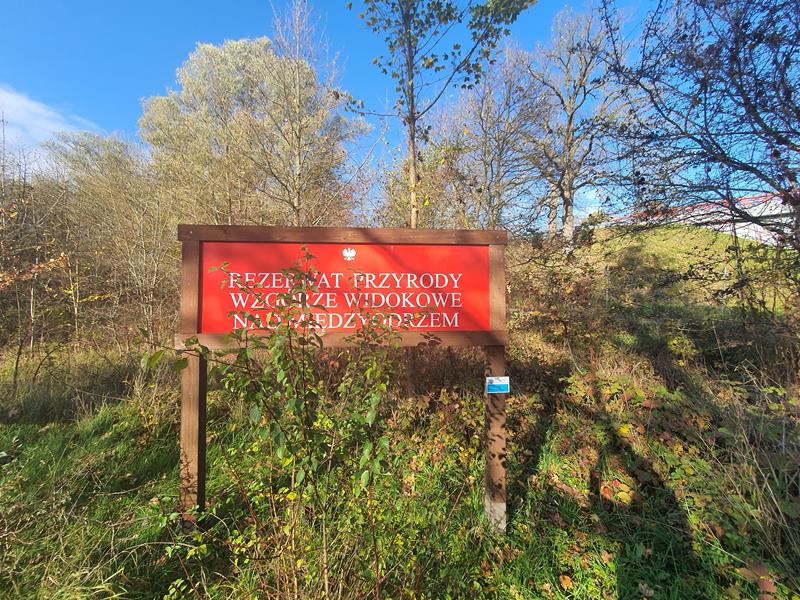 REZERWAT PRZYRODY
WZGÓRZE WIDOKOWE
NAD MIĘDZYODRZEM